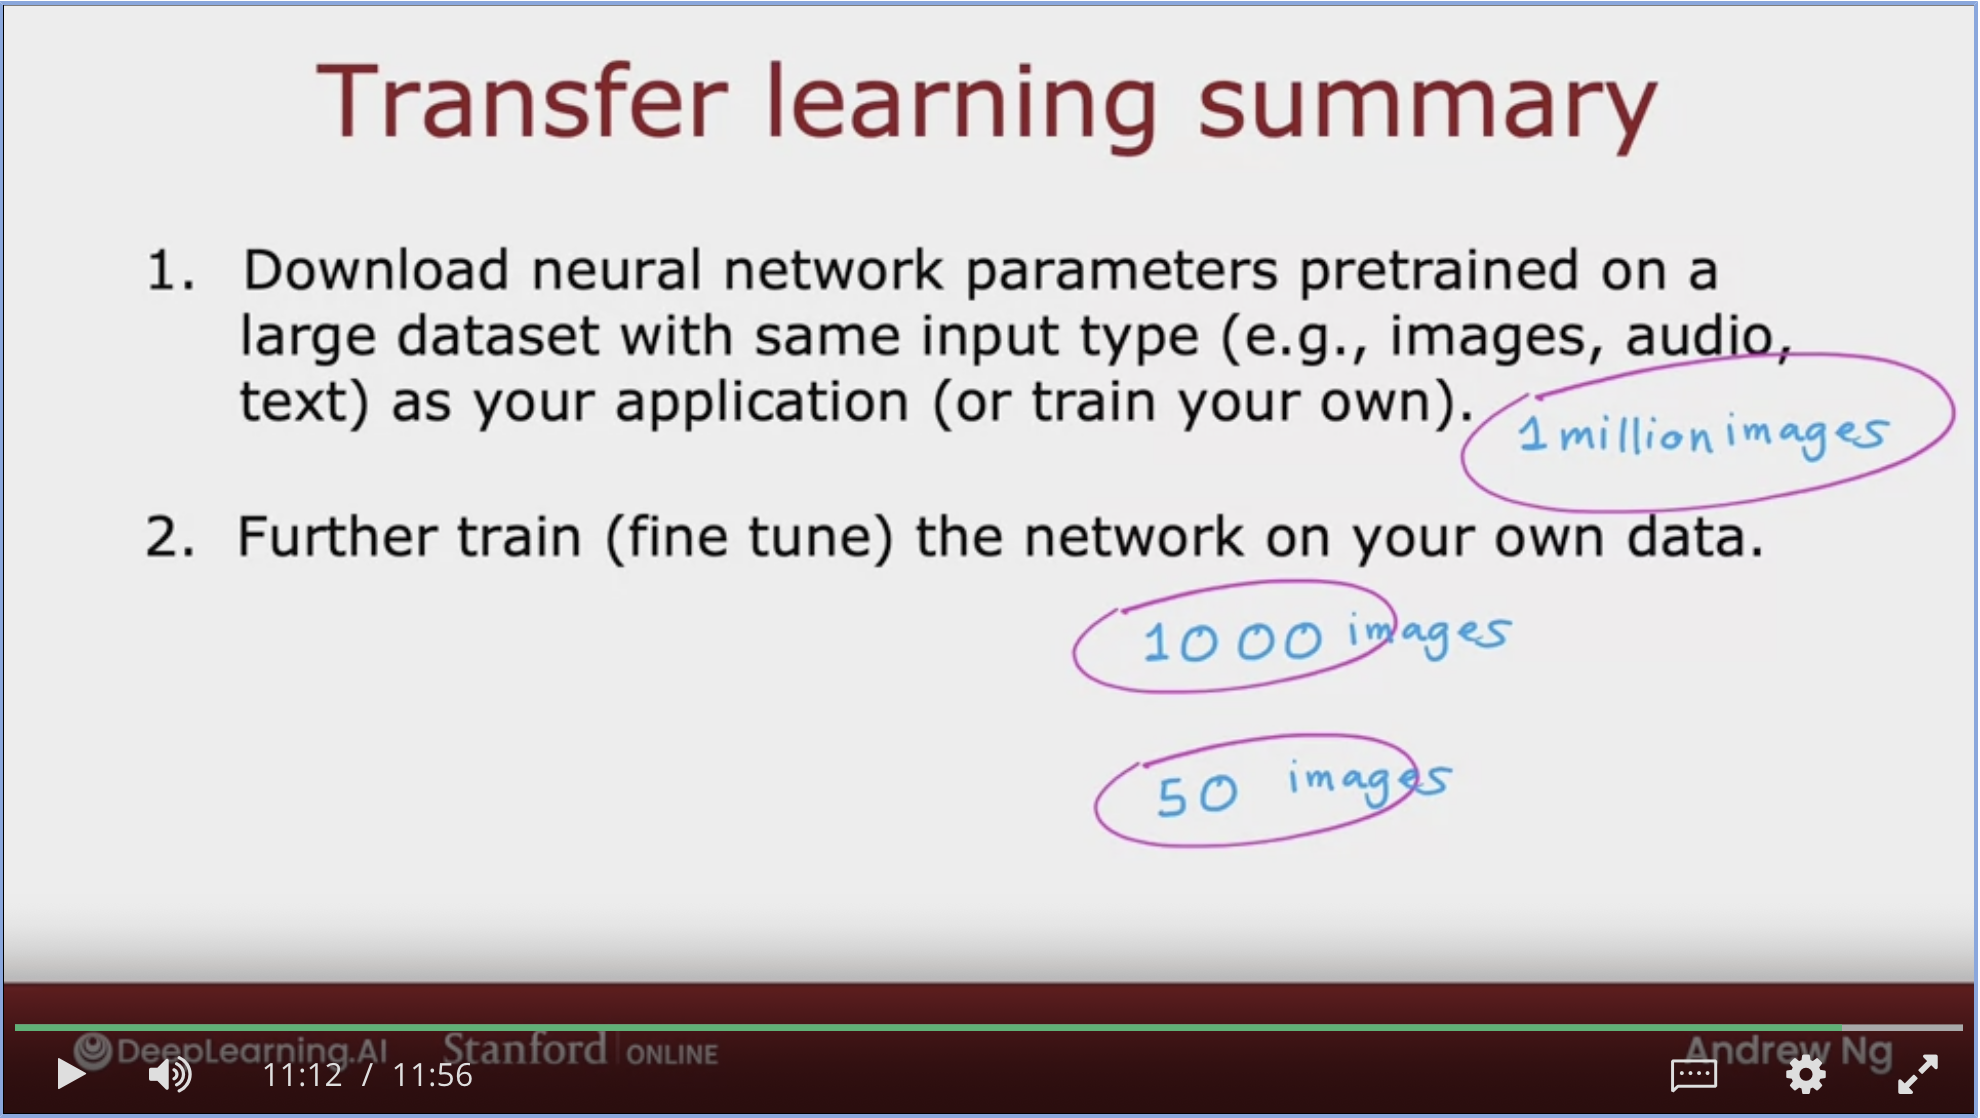 Transfer learning summary
1. Download neural network parameters pretrained on a
large dataset with same input type (e.g., images, audio,
text) as your application (or train your own).
1 million images
2. Further train (fine tune) the network on your own data.
1000 images
50 images
DeepLearning.AI Stanford ONLINE Andrew Ng
11:12 / 11:56